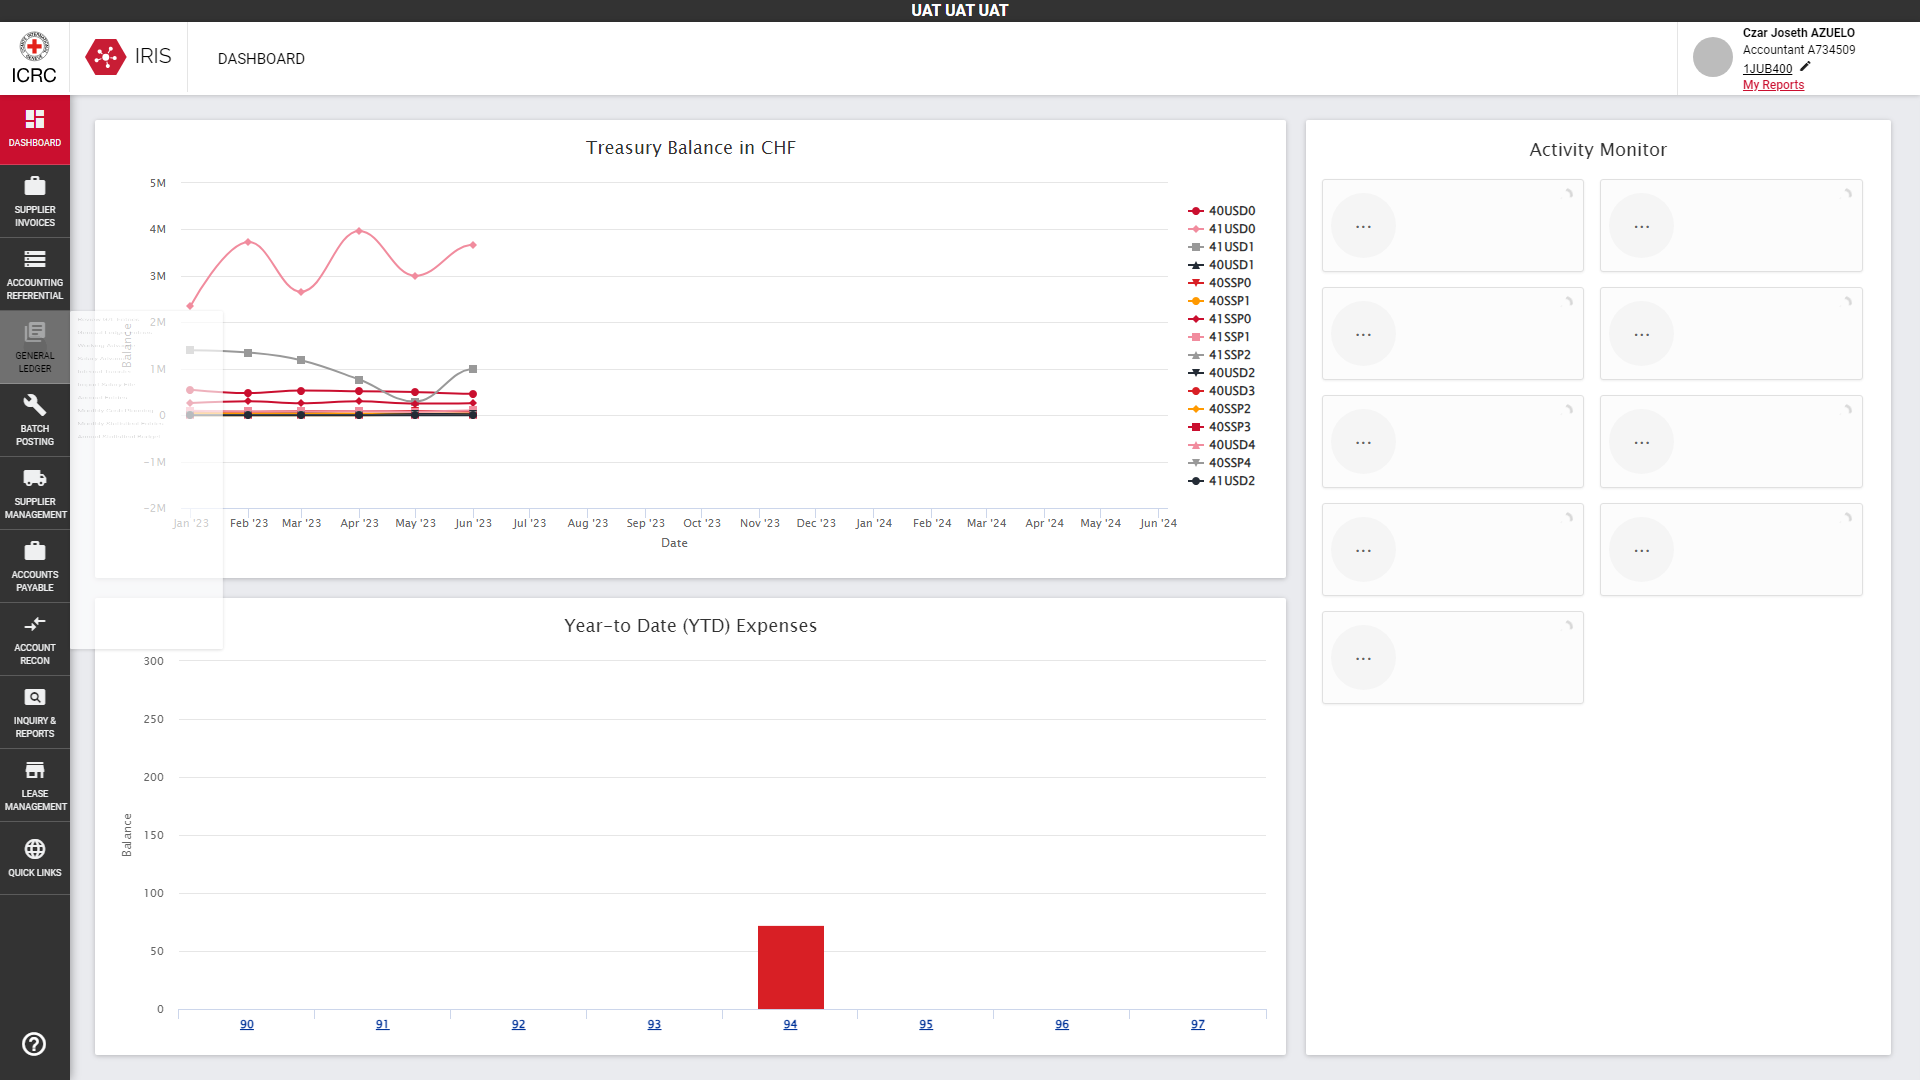 UAT UAT UAT
ICRC
IRIS
DASHBOARD
Czar Joseth AZUELO
Accountant A734509
1JUB400
My Reports
DASHBOARD
SUPPLIER
INVOICES
ACCOUNTING
REFERENTIAL
GENERAL
LEDGER
BATCH
POSTING
SUPPLIER
MANAGEMENT
ACCOUNTS
PAYABLE
ACCOUNT
RECON
INQUIRY &
REPORTS
LEASE
MANAGEMENT
QUICK LINKS
Treasury Balance in CHF
5M
4M
3M
2M
1M
0
-1M
-2M
Balance
Jan '23
Feb '23
Mar '23
Apr '23
May '23
Jun '23
Jul '23
Aug '23
Sep '23
Oct '23
Nov '23
Dec '23
Jan '24
Feb '24
Mar '24
Apr '24
May '24
Jun '24
Date
40USD0
41USD0
41USD1
40USD1
40SSP0
40SSP1
41SSP0
41SSP1
41SSP2
40USD2
40USD3
40SSP2
40SSP3
40USD4
40SSP4
41USD2
Year-to Date (YTD) Expenses
300
250
200
150
100
50
0
Balance
90
91
92
93
94
95
96
97
Activity Monitor
...
...
...
...
...
...
...
...
...